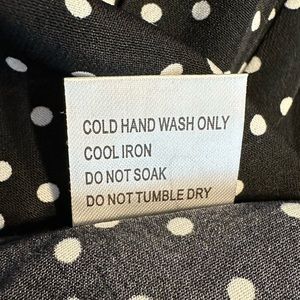 COLD HAND WASH ONLY
COOL IRON
DO NOT SOAK
DO NOT TUMBLE DRY